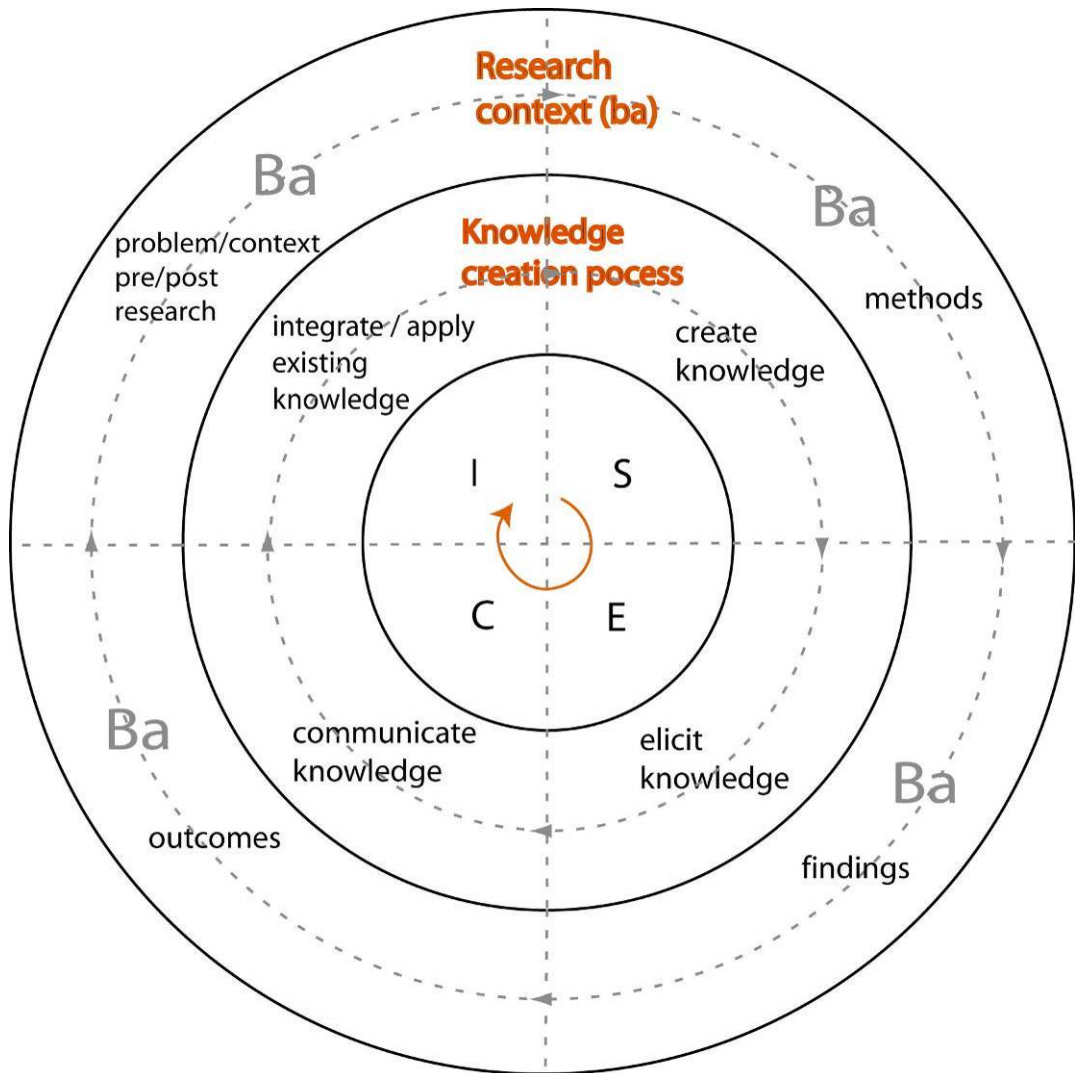 Research
context (ba)
Ba
Ba
problem/context
pre/post
research
methods
Knowledge
creation pocess
integrate / apply
existing
knowledge
create
knowledge
I
S
C
E
communicate
knowledge
elicit
knowledge
Ba
Ba
outcomes
findings